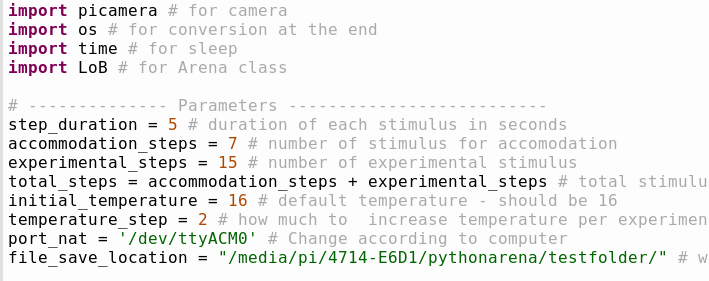 import picamera # for camera
import os # for conversion at the end
import time # for sleep
import LoB # for Arena class
# -------------- Parameters --------------------------
step_duration = 5 # duration of each stimulus in seconds
accommodation_steps = 7 # number of stimulus for accomodation
experimental_steps = 15 # number of experimental stimulus
total_steps = accommodation_steps + experimental_steps # total stimulu
initial_temperature = 16 # default temperature - should be 16
temperature_step = 2 # how much to  increase temperature per experimen
port_nat = '/dev/ttyACM0' # Change according to computer
file_save_location = "/media/pi/4714-E6D1/pythonarena/testfolder/" # w